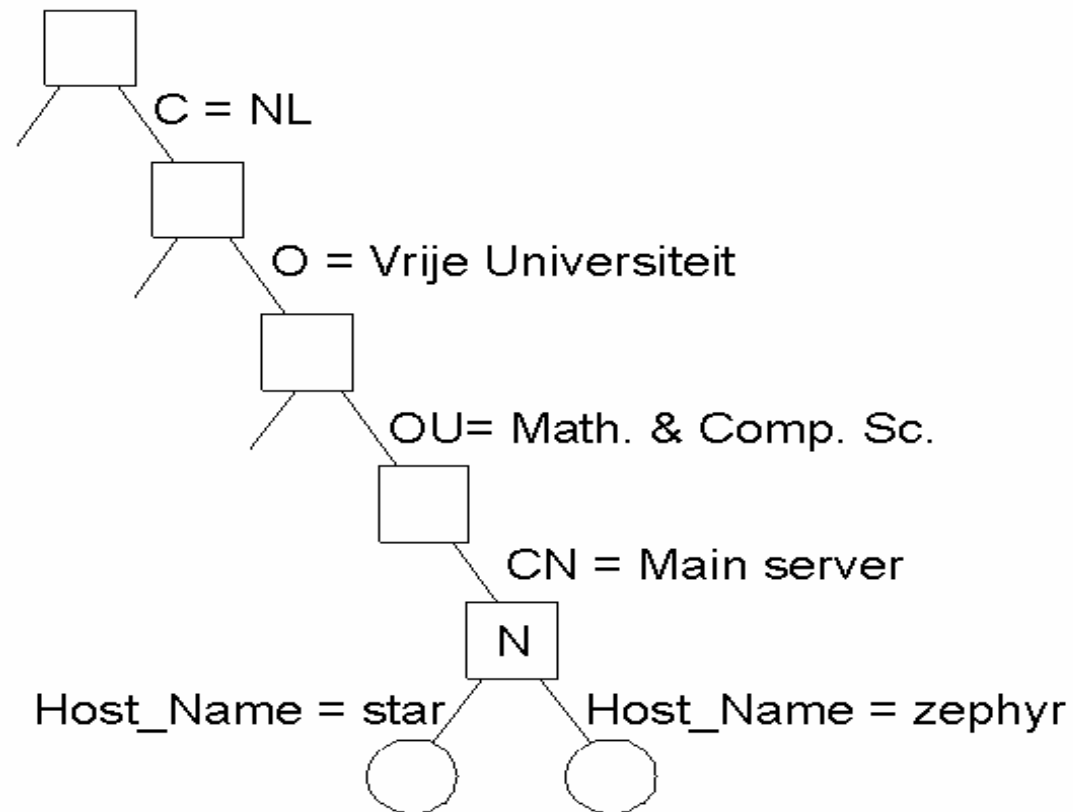 C = NL
O = Vrije Universiteit
OU= Math. & Comp. Sc.
CN = Main server
N
Host_Name = star
Host_Name = zephyr